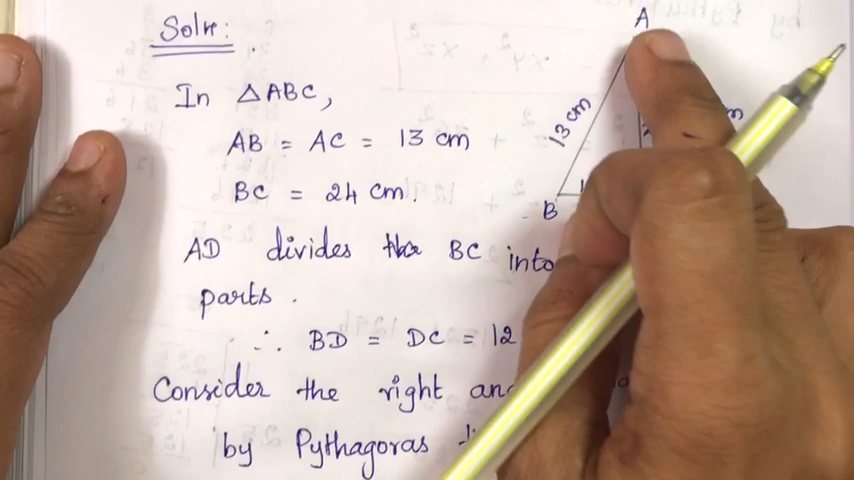 Soln:
In △ABC,
AB = AC = 13 cm
BC = 24 cm.
AD divides the BC into
parts.
∴ BD = DC = 12
Consider the right
by Pythagoras
A
13 cm
B